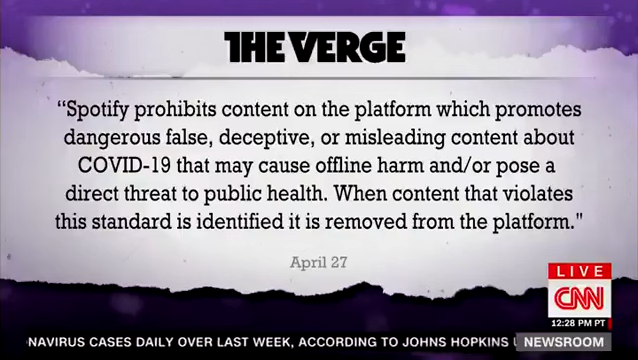 THE VERGE
“Spotify prohibits content on the platform which promotes
dangerous false, deceptive, or misleading content about
COVID-19 that may cause offline harm and/or pose a
direct threat to public health. When content that violates
this standard is identified it is removed from the platform."
April 27
LIVE
CNN
12:28 PM PT
NAVIRUS CASES DAILY OVER LAST WEEK, ACCORDING TO JOHNS HOPKINS
NEWSROOM